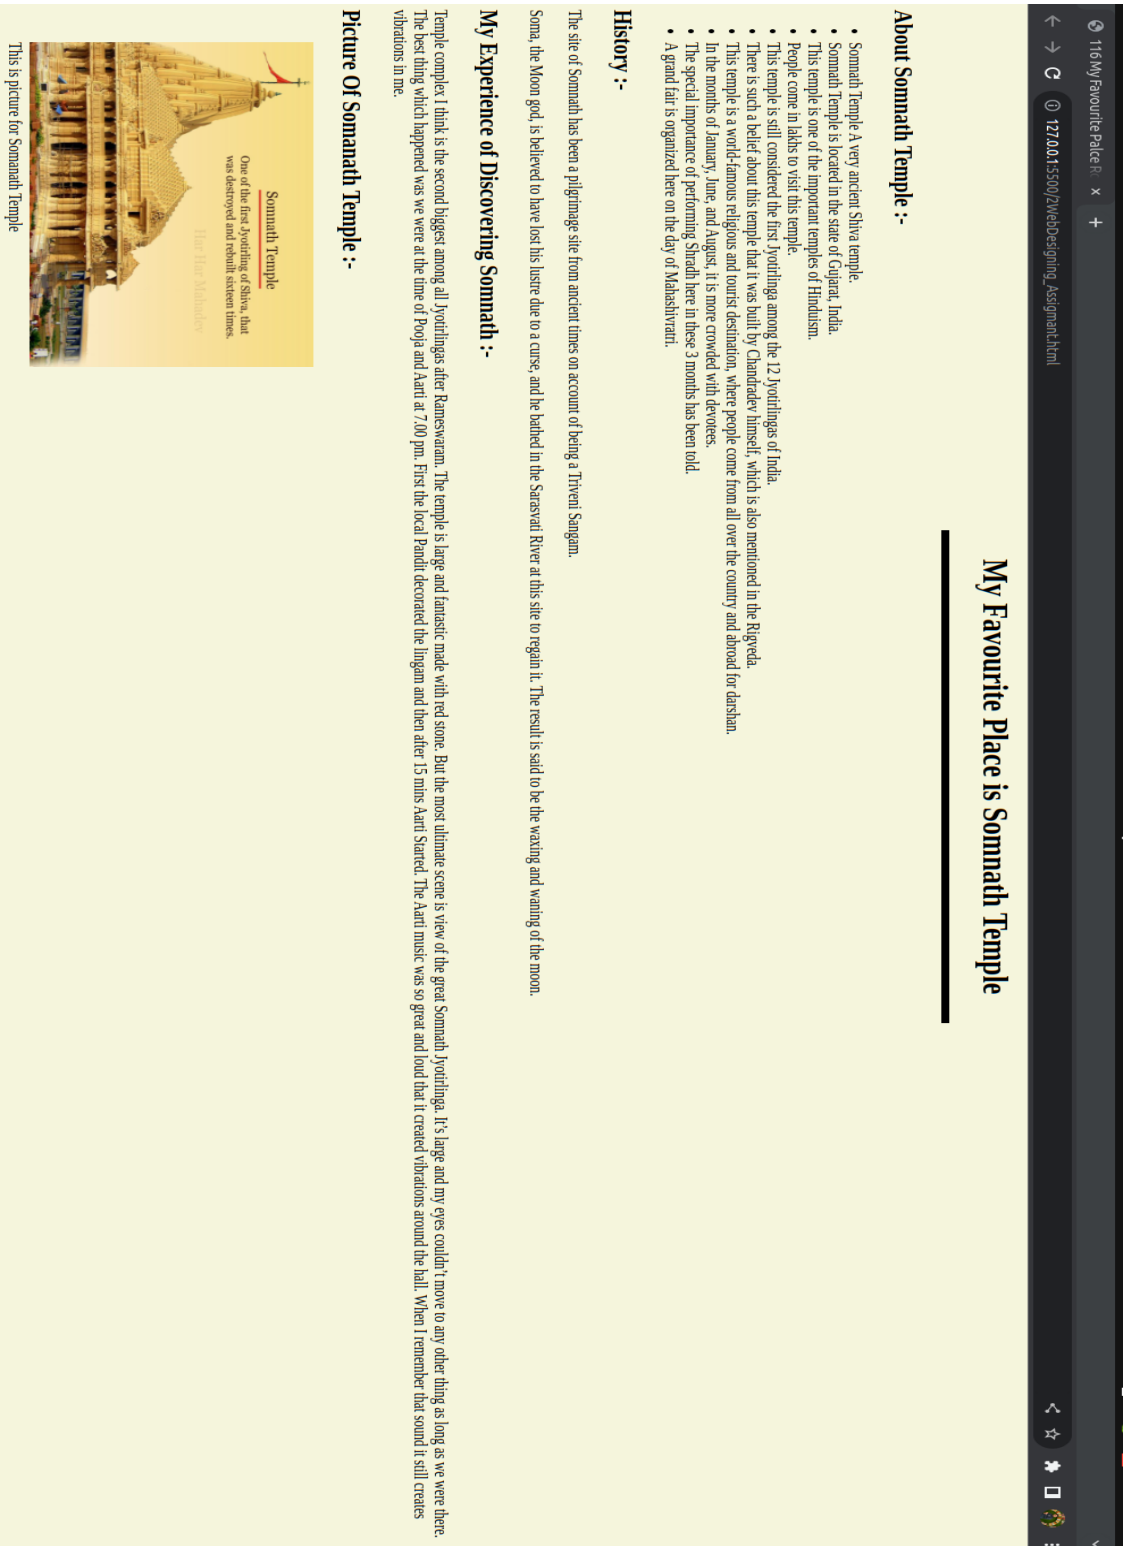 116 My Favourite Palce R
127.0.0.1:5500/2WebDesigning_Assigmant.html
My Favourite Place is Somnath Temple
About Somnath Temple :-
Somnath Temple A very ancient Shiva temple.
Somnath Temple is located in the state of Gujarat, India.
This temple is one of the important temples of Hinduism.
People come in lakhs to visit this temple.
This temple is still considered the first Jyotirlinga among the 12 Jyotirlingas of India.
There is such a belief about this temple that it was built by Chandradev himself, which is also mentioned in the Rigveda.
This temple is a world-famous religious and tourist destination, where people come from all over the country and abroad for darshan.
In the months of January, June, and August, it is more crowded with devotees.
The special importance of performing Shradh here in these 3 months has been told.
A grand fair is organized here on the day of Mahashivratri.
History :-
The site of Somnath has been a pilgrimage site from ancient times on account of being a Triveni Sangam.
Soma, the Moon god, is believed to have lost his lustre due to a curse, and he bathed in the Sarasvati River at this site to regain it. The result is said to be the waxing and waning of the moon.
My Experience of Discovering Somnath :-
Temple complex I think is the second biggest among all Jyotirlingas after Rameswaram. The temple is large and fantastic made with red stone. But the most ultimate scene is view of the great Somnath Jyotirlinga. It's large and my eyes couldn't move to any other thing as long as we were there.
The best thing which happened was we were at the time of Pooja and Aarti at 7.00 pm. First the local Pandit decorated the lingam and then after 15 mins Aarti Started. The Aarti music was so great and loud that it created vibrations around the hall. When I remember that sound it still creates
vibrations in me.
Picture Of Somanath Temple :-
Somnath Temple
One of the first Jyotirling of Shiva, that
was destroyed and rebuilt sixteen times.
Har Har Mahadev
This is picture for Somanath Temple